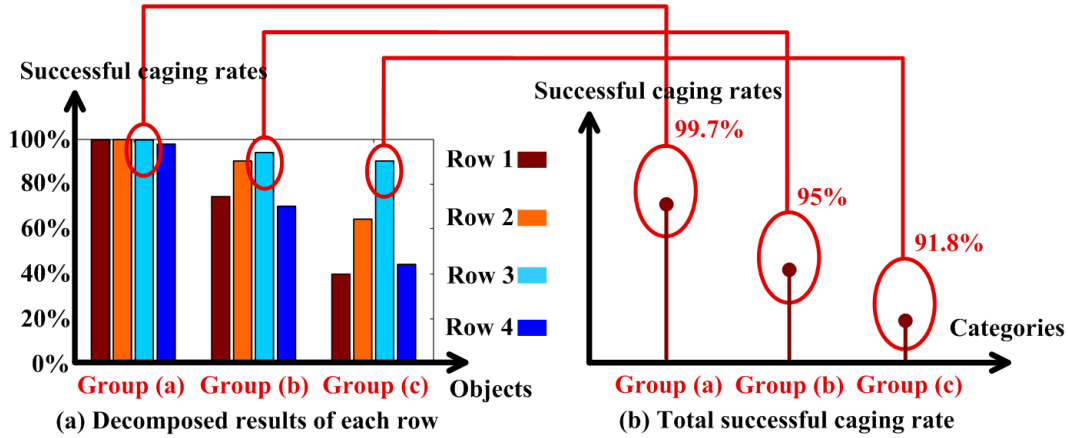 Successful caging rates
100%
80%
60%
40%
20%
0%
Group (a)
Group (b)
Group (c)
Objects
Row 1
Row 2
Row 3
Row 4
(a) Decomposed results of each row
Successful caging rates
99.7%
95%
91.8%
Categories
Group (a)
Group (b)
Group (c)
(b) Total successful caging rate